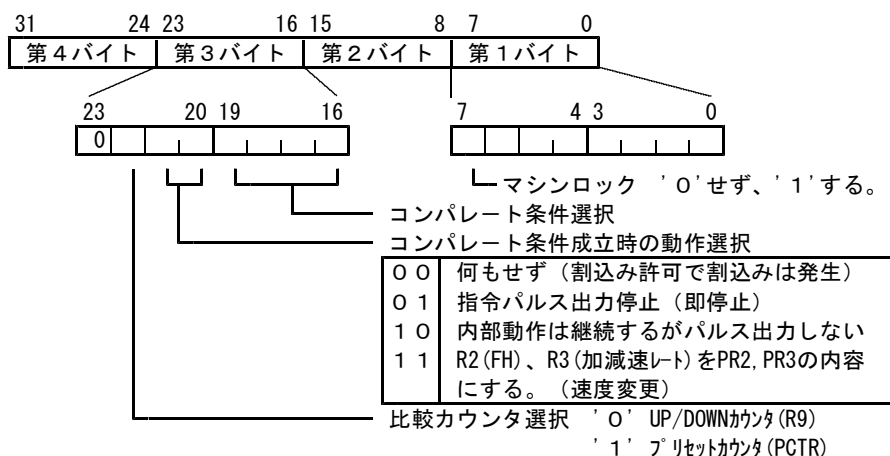 31 24 23 16 15 8 7 0
第４バイト 第３バイト 第２バイト 第１バイト
23 20 19 16 7 4 3 0
0
マシンロック '０'せず、'１'する。
コンパレート条件選択
コンパレート条件成立時の動作選択
００ 何もせず（割込み許可で割込みは発生）
０１ 指令パルス出力停止（即停止）
１０ 内部動作は継続するがパルス出力しない
１１ R2(FH)、R3(加減速ﾚｰﾄ)をPR2,PR3の内容
にする。（速度変更）
比較カウンタ選択 '０' UP/DOWNｶｳﾝﾀ(R9)
'１' ﾌﾟﾘｾｯﾄｶｳﾝﾀ(PCTR)